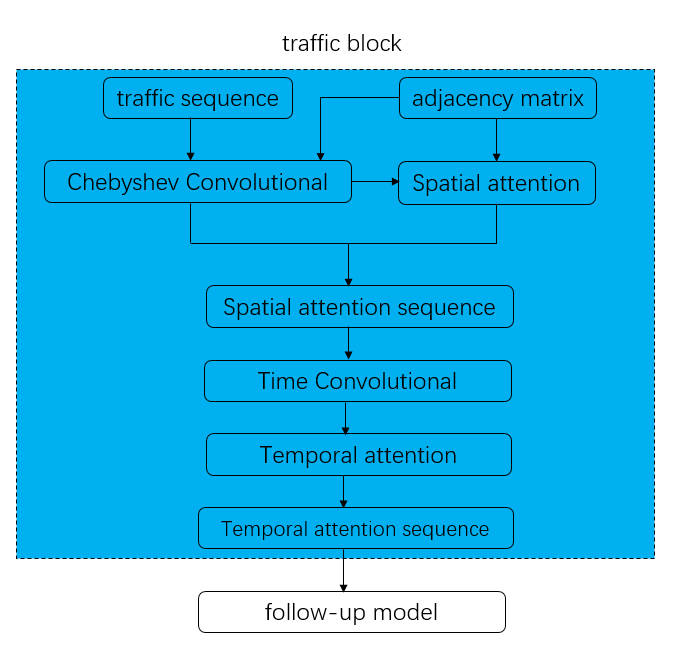 traffic block
traffic sequence
adjacency matrix
Chebyshev Convolutional
Spatial attention
Spatial attention sequence
Time Convolutional
Temporal attention
Temporal attention sequence
follow-up model